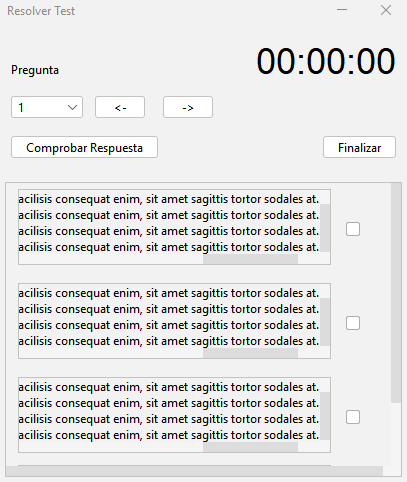 Resolver Test
00:00:00
Pregunta
1 <- ->
Comprobar Respuesta Finalizar
acilisis consequat enim, sit amet sagittis tortor sodales at.
acilisis consequat enim, sit amet sagittis tortor sodales at.
acilisis consequat enim, sit amet sagittis tortor sodales at.
acilisis consequat enim, sit amet sagittis tortor sodales at.
acilisis consequat enim, sit amet sagittis tortor sodales at.
acilisis consequat enim, sit amet sagittis tortor sodales at.
acilisis consequat enim, sit amet sagittis tortor sodales at.
acilisis consequat enim, sit amet sagittis tortor sodales at.
acilisis consequat enim, sit amet sagittis tortor sodales at.
acilisis consequat enim, sit amet sagittis tortor sodales at.
acilisis consequat enim, sit amet sagittis tortor sodales at.
acilisis consequat enim, sit amet sagittis tortor sodales at.